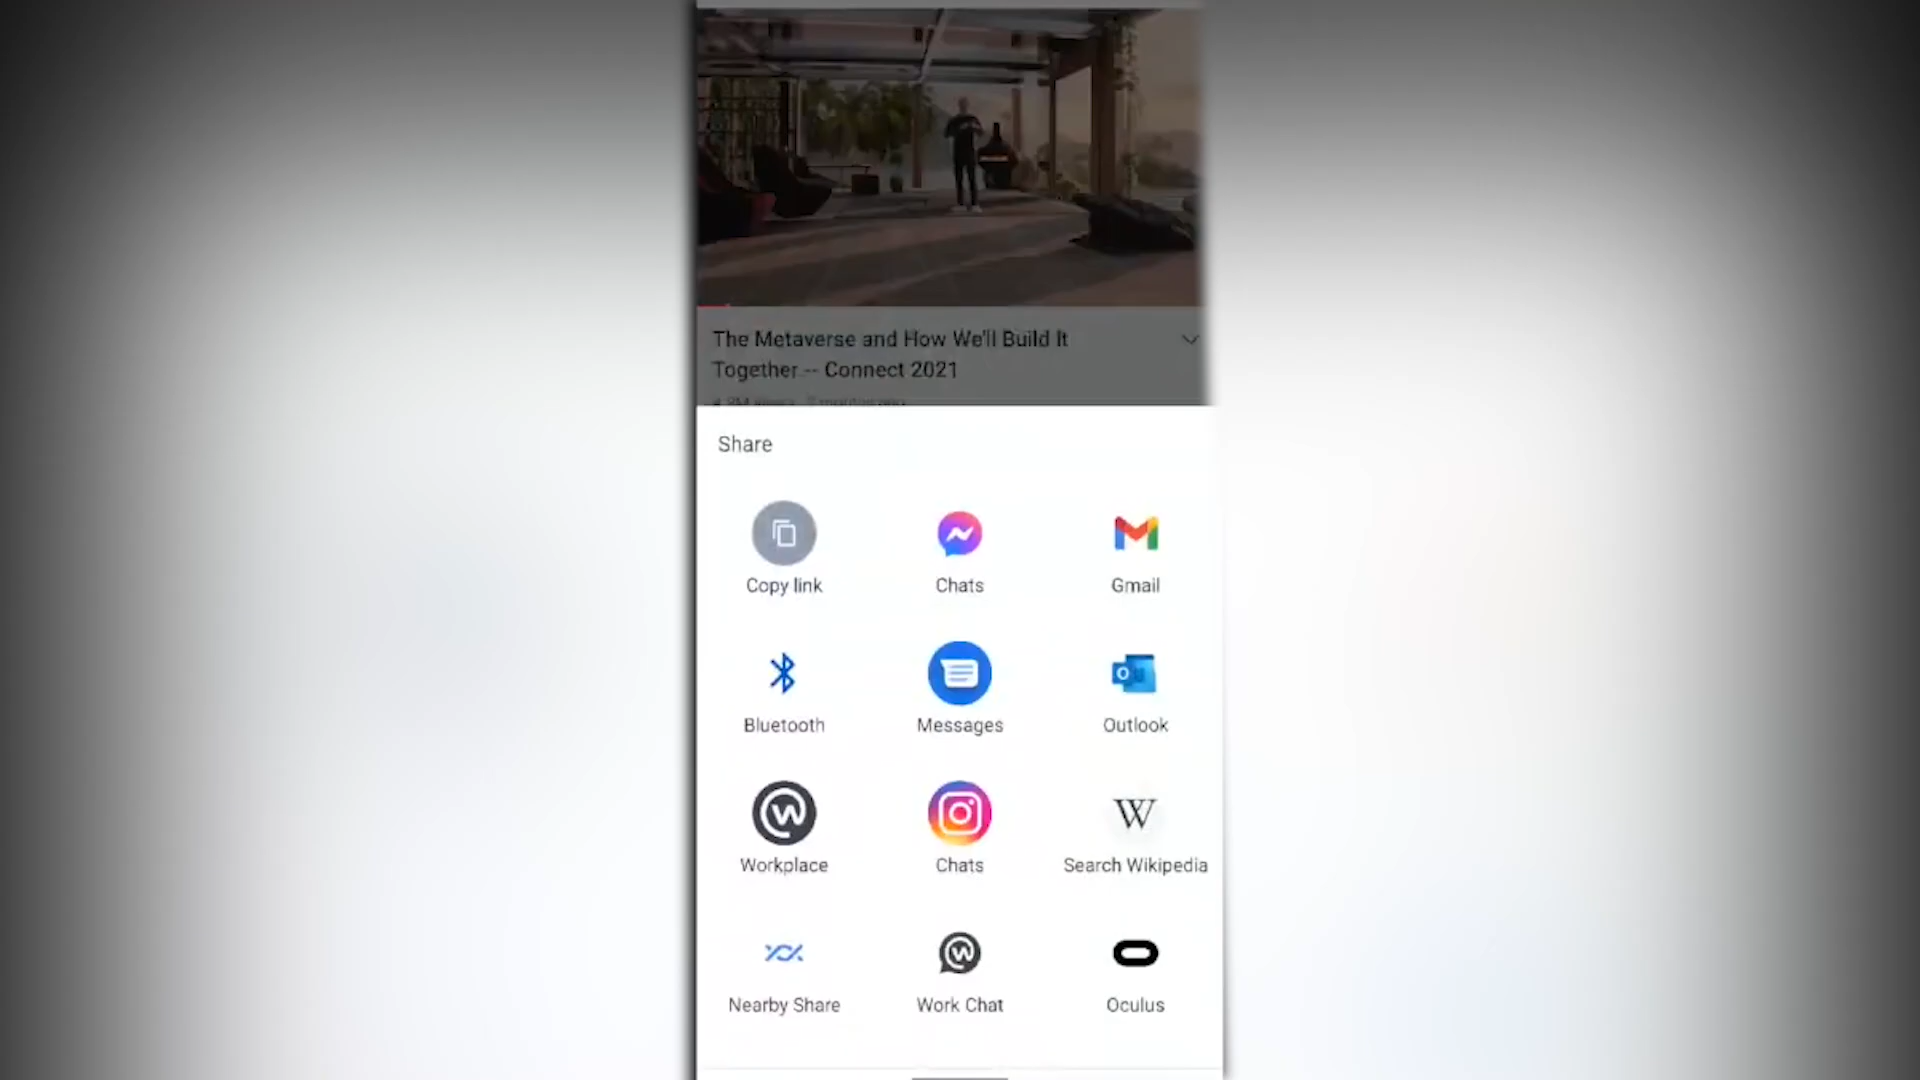 The Metaverse and How We'll Build It
Together -- Connect 2021
Share
Copy link
Chats
Gmail
Bluetooth
Messages
Outlook
Workplace
Chats
Search Wikipedia
Nearby Share
Work Chat
Oculus